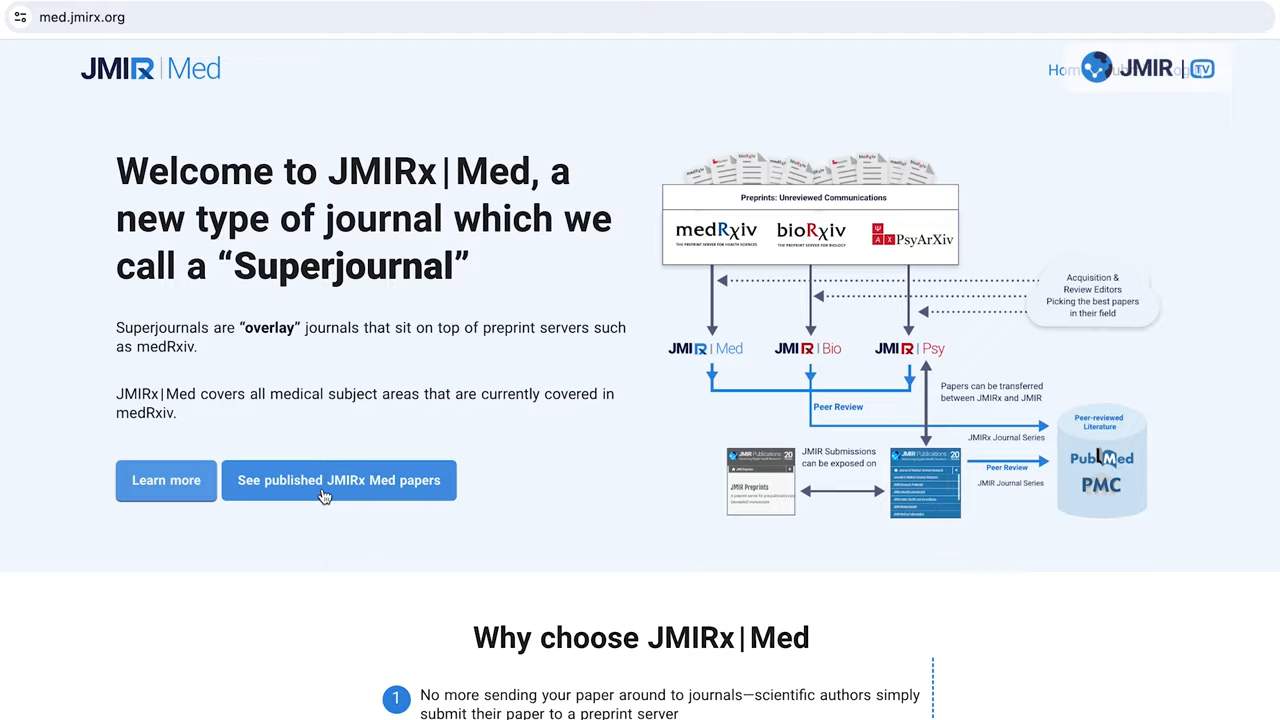 med.jmirx.org
JMIRx|Med
JMIR | TV
Welcome to JMIRx|Med, a
new type of journal which we
call a “Superjournal”
Superjournals are “overlay” journals that sit on top of preprint servers such
as medRxiv.
JMIRx|Med covers all medical subject areas that are currently covered in
medRxiv.
Learn more
See published JMIRx Med papers
Preprints: Unreviewed Communications
medRxiv
THE PREPRINT SERVER FOR HEALTH SCIENCES
bioRxiv
THE PREPRINT SERVER FOR BIOLOGY
PsyArXiv
Acquisition &
Review Editors
Picking the best papers
in their field
JMIRx|Med
JMIRx|Bio
JMIRx|Psy
Peer Review
Papers can be transferred
between JMIRx and JMIR
JMIR Submissions
can be exposed on
JMIR Publications
JMIR Preprints
JMIR Publications
JMIRx Journal Series
Peer Review
JMIR Journal Series
Peer-reviewed
Literature
PubMed
PMC
Why choose JMIRx|Med
1
No more sending your paper around to journals—scientific authors simply
submit their paper to a preprint server